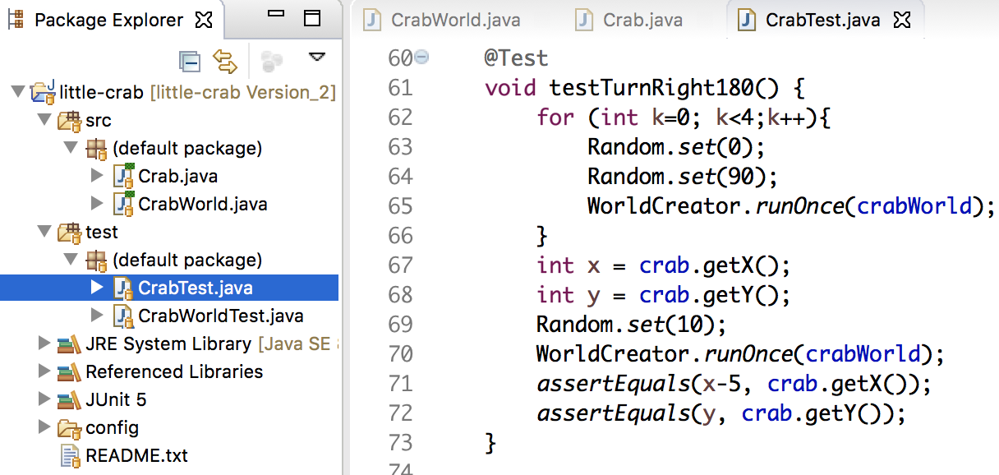 Package Explorer
little-crab [little-crab Version_2]
src
(default package)
Crab.java
CrabWorld.java
test
(default package)
CrabTest.java
CrabWorldTest.java
JRE System Library [Java SE
Referenced Libraries
JUnit 5
config
README.txt
CrabWorld.java Crab.java CrabTest.java
60 @Test
61 void testTurnRight180() {
62 for (int k=0; k<4;k++){
63 Random.set(0);
64 Random.set(90);
65 WorldCreator.runOnce(crabWorld);
66 }
67 int x = crab.getX();
68 int y = crab.getY();
69 Random.set(10);
70 WorldCreator.runOnce(crabWorld);
71 assertEquals(x-5, crab.getX());
72 assertEquals(y, crab.getY());
73 }
74